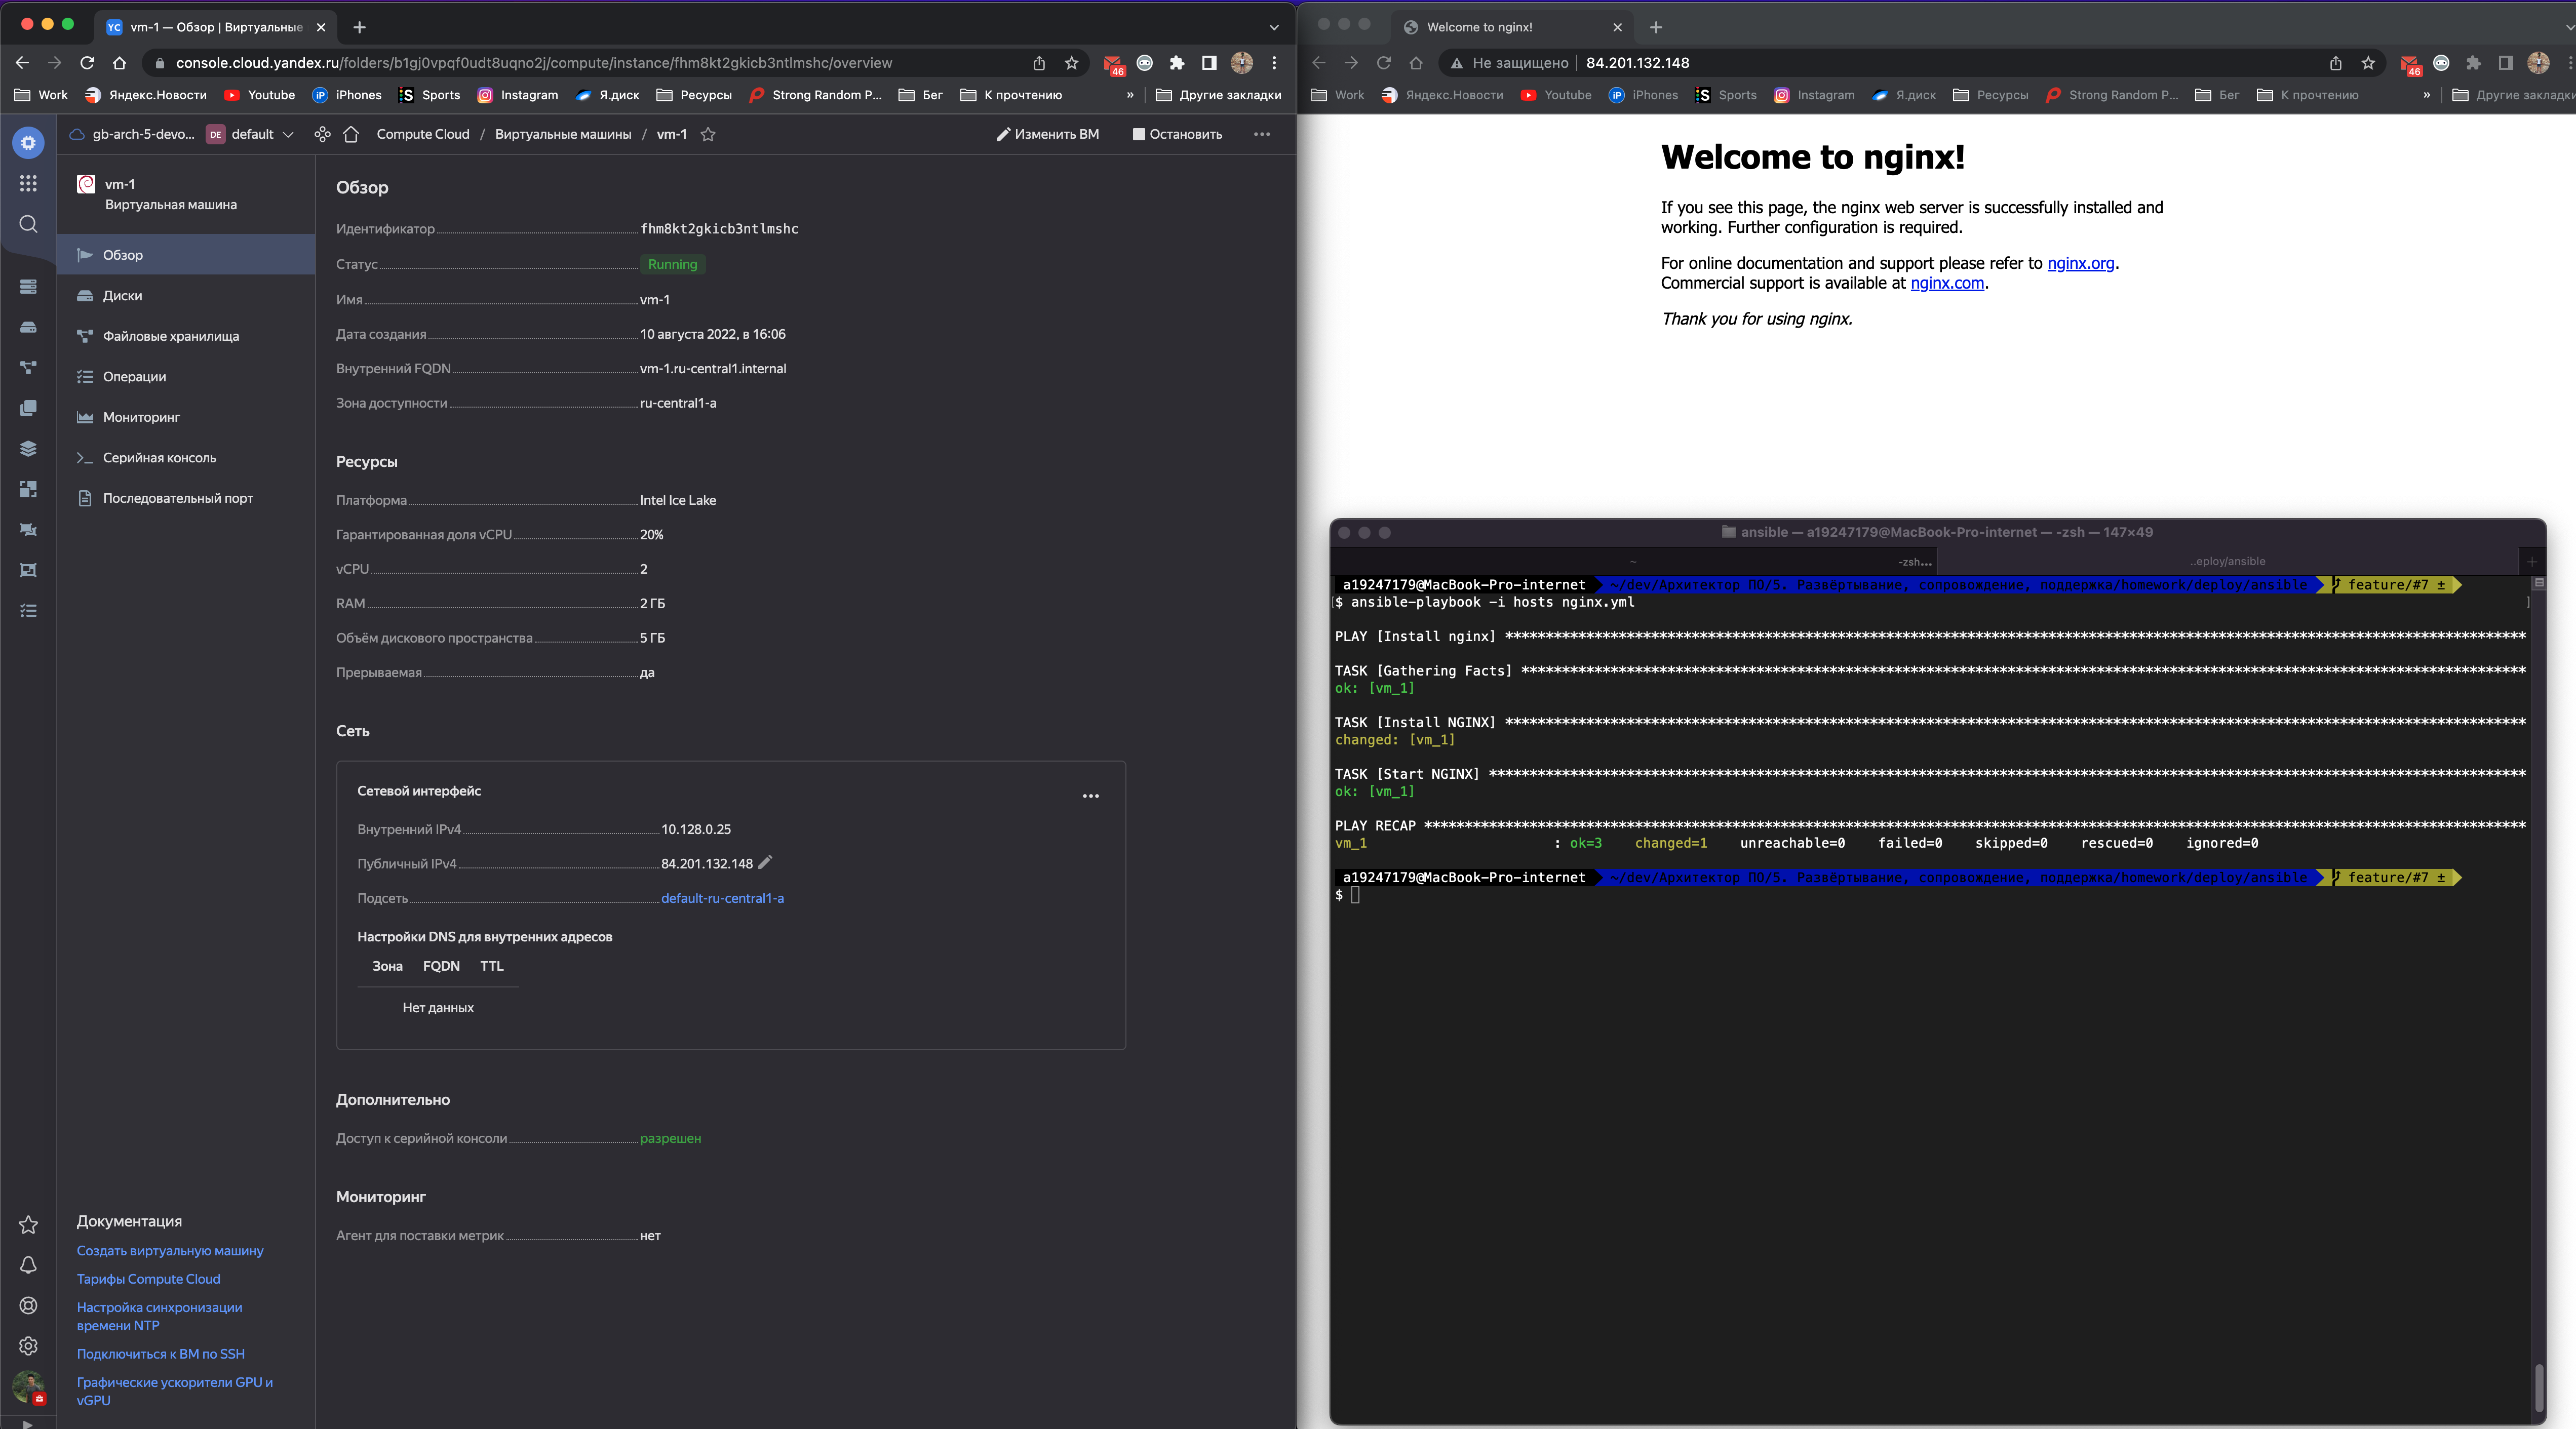 vm-1 — Обзор | Виртуальные
console.cloud.yandex.ru/folders/b1gj0vpqf0udt8uqno2j/compute/instance/fhm8kt2gkicb3ntlmshc/overview
46
Work Яндекс.Новости Youtube iPhones Sports Instagram Я.диск Ресурсы Strong Random P... Бег К прочтению » Другие закладки
gb-arch-5-devo... DE default Compute Cloud / Виртуальные машины / vm-1 Изменить ВМ Остановить
vm-1
Виртуальная машина
Обзор
Диски
Файловые хранилища
Операции
Мониторинг
Серийная консоль
Последовательный порт
Документация
Создать виртуальную машину
Тарифы Compute Cloud
Настройка синхронизации
времени NTP
Подключиться к ВМ по SSH
Графические ускорители GPU и
vGPU
Обзор
Идентификатор fhm8kt2gkicb3ntlmshc
Статус Running
Имя vm-1
Дата создания 10 августа 2022, в 16:06
Внутренний FQDN vm-1.ru-central1.internal
Зона доступности ru-central1-a
Ресурсы
Платформа Intel Ice Lake
Гарантированная доля vCPU 20%
vCPU 2
RAM 2 ГБ
Объём дискового пространства 5 ГБ
Прерываемая да
Сеть
Сетевой интерфейс
Внутренний IPv4 10.128.0.25
Публичный IPv4 84.201.132.148
Подсеть default-ru-central1-a
Настройки DNS для внутренних адресов
Зона FQDN TTL
Нет данных
Дополнительно
Доступ к серийной консоли разрешен
Мониторинг
Агент для поставки метрик нет
Welcome to nginx!
Не защищено 84.201.132.148
46
Work Яндекс.Новости Youtube iPhones Sports Instagram Я.диск Ресурсы Strong Random P... Бег К прочтению » Другие закладки
Welcome to nginx!
If you see this page, the nginx web server is successfully installed and
working. Further configuration is required.
For online documentation and support please refer to nginx.org.
Commercial support is available at nginx.com.
Thank you for using nginx.
ansible — a19247179@MacBook-Pro-internet — -zsh — 147×49
~ -zsh... ..eploy/ansible
a19247179@MacBook-Pro-internet ~/dev/Архитектор ПО/5. Развёртывание, сопровождение, поддержка/homework/deploy/ansible feature/#7 ±
$ ansible-playbook -i hosts nginx.yml
PLAY [Install nginx] ****
TASK [Gathering Facts] ****
ok: [vm_1]
TASK [Install NGINX] ****
changed: [vm_1]
TASK [Start NGINX] ****
ok: [vm_1]
PLAY RECAP ****
vm_1 : ok=3 changed=1 unreachable=0 failed=0 skipped=0 rescued=0 ignored=0
a19247179@MacBook-Pro-internet ~/dev/Архитектор ПО/5. Развёртывание, сопровождение, поддержка/homework/deploy/ansible feature/#7 ±
$